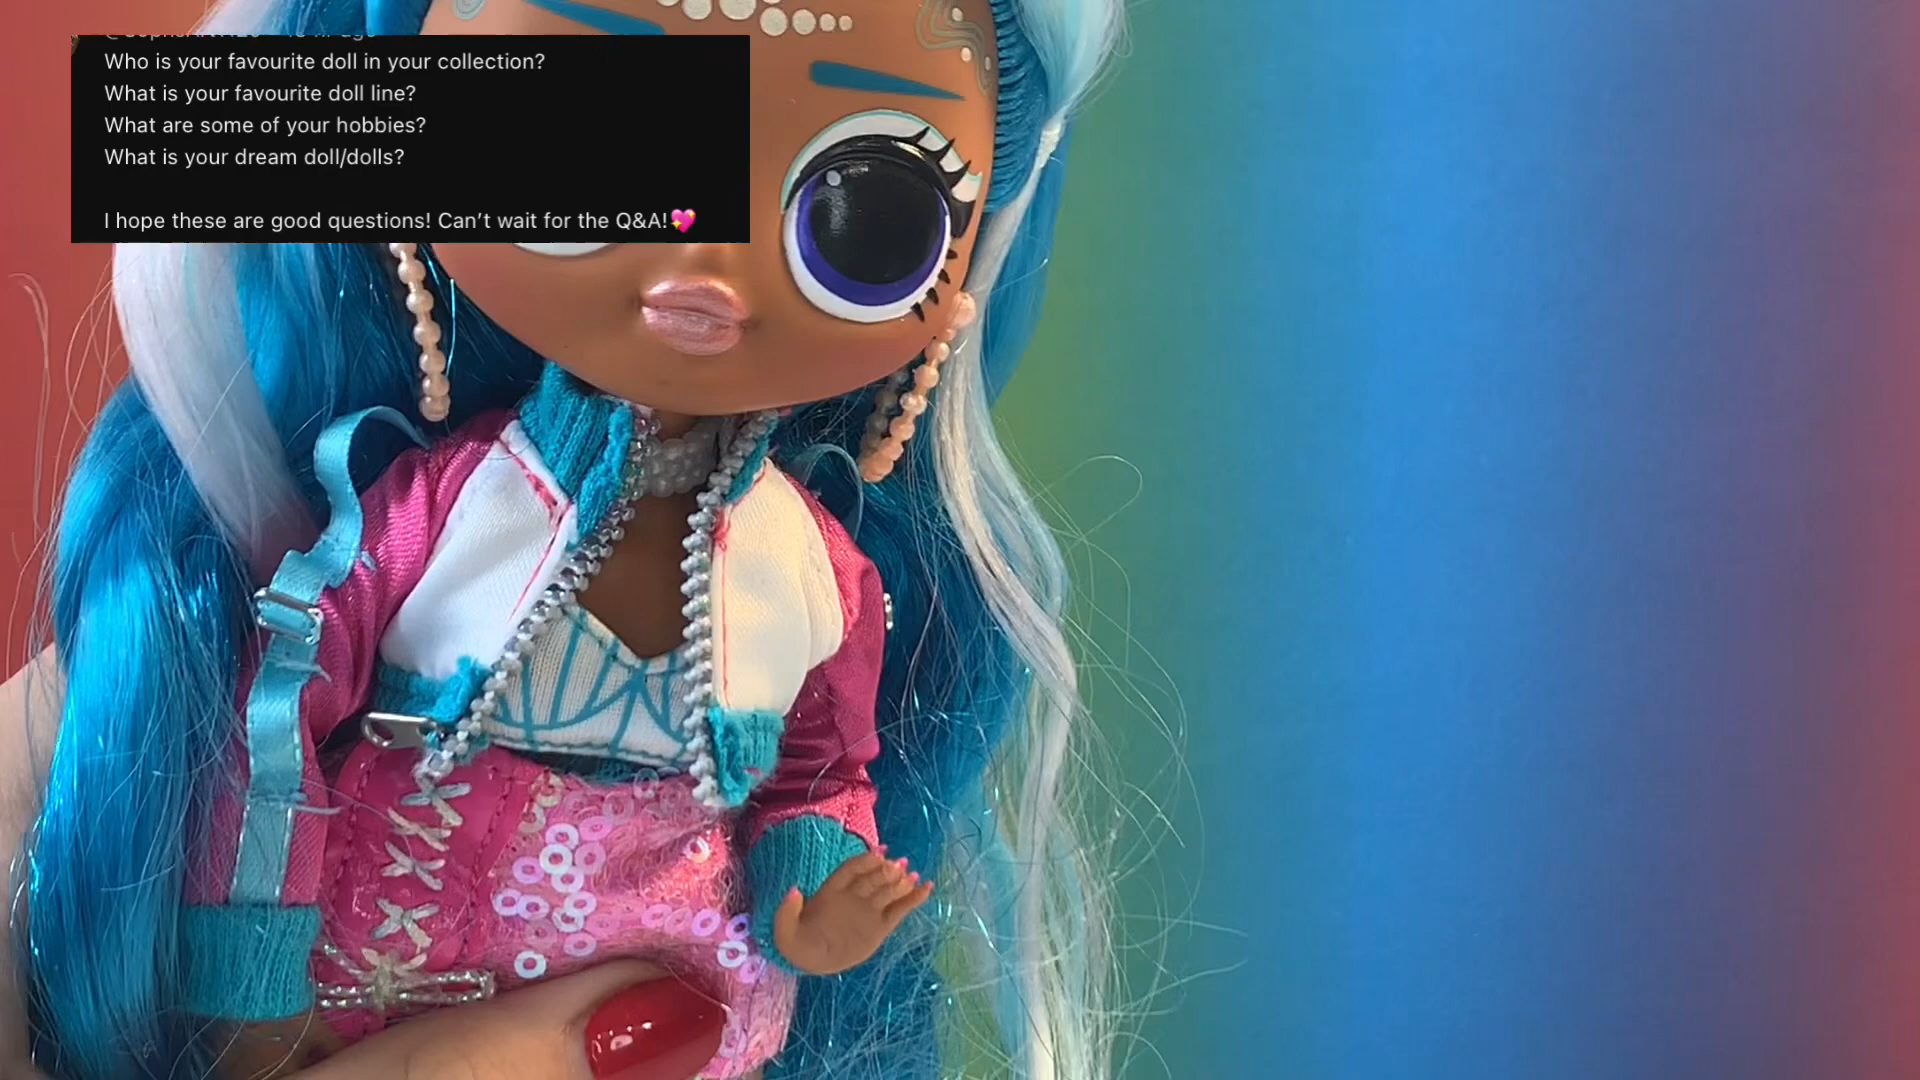 Who is your favourite doll in your collection?
What is your favourite doll line?
What are some of your hobbies?
What is your dream doll/dolls?
I hope these are good questions! Can't wait for the Q&A!💖